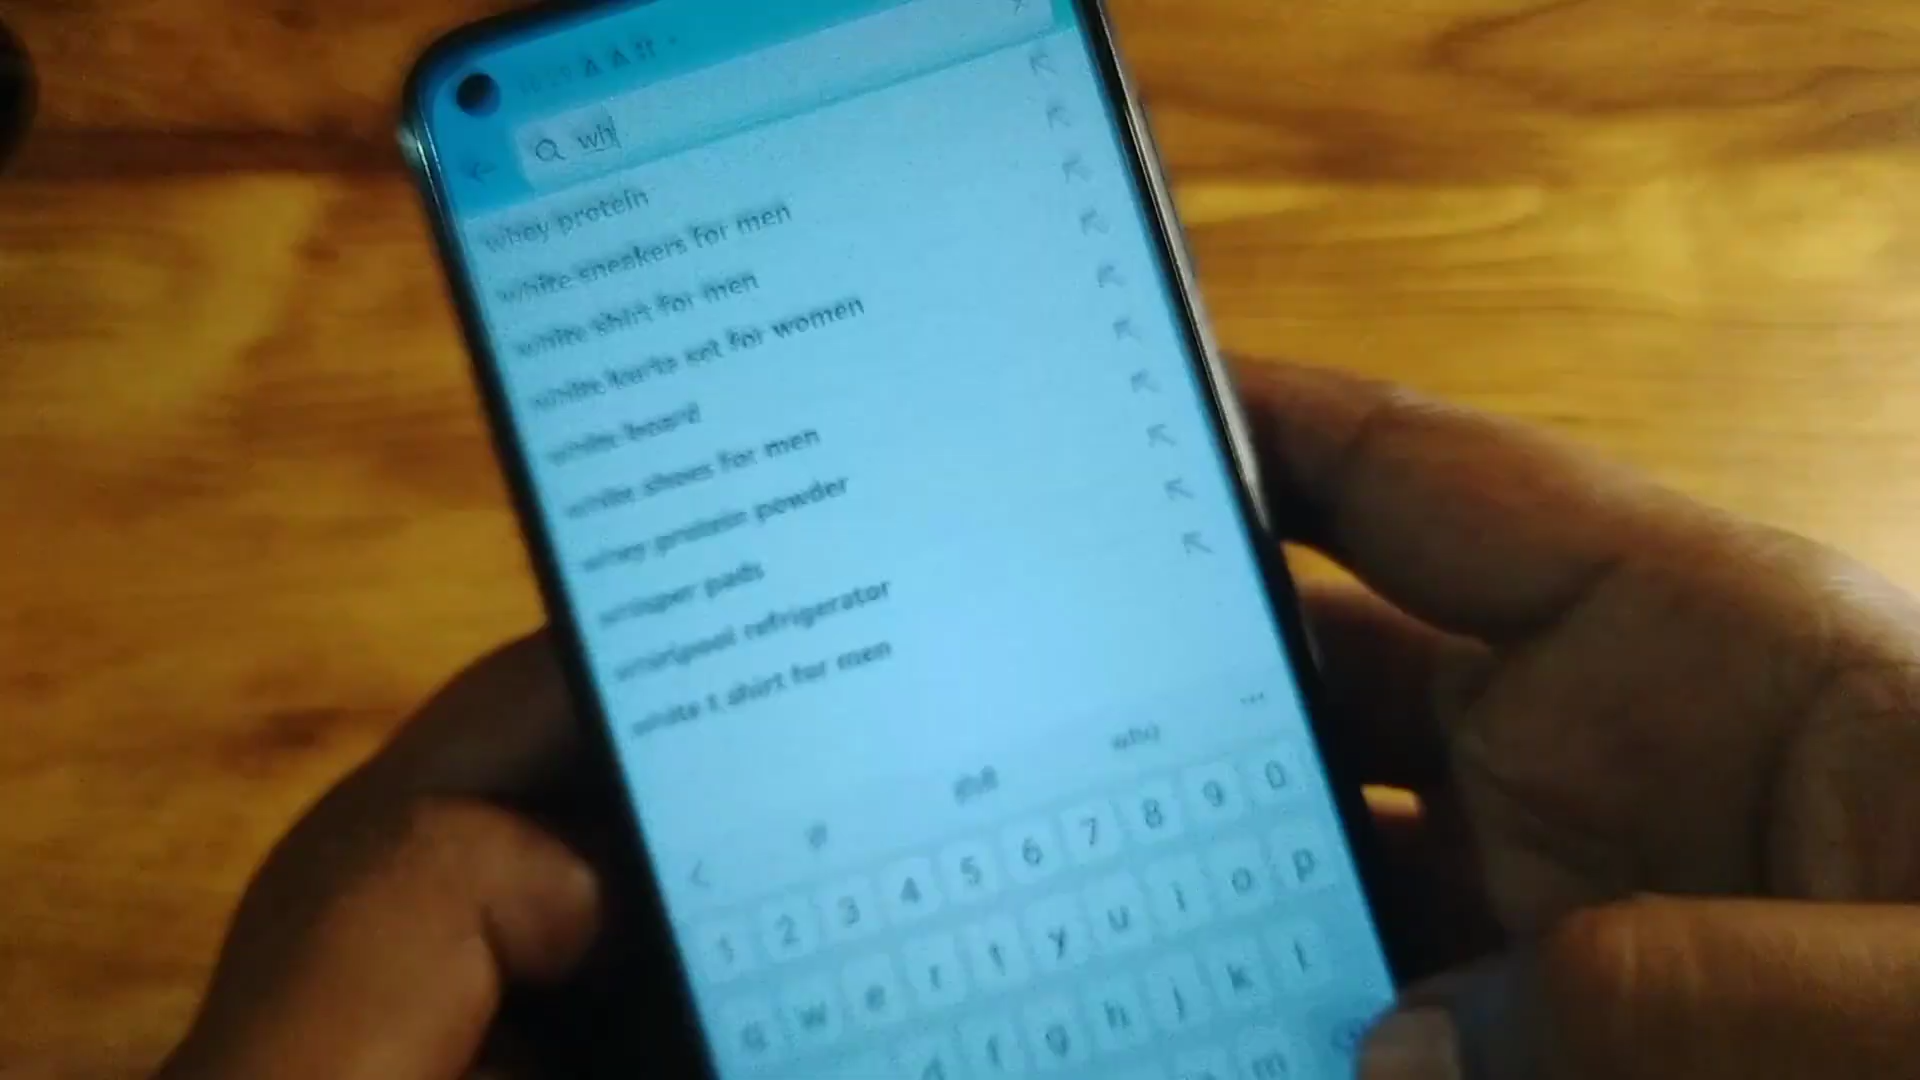 wh
whey protein
white sneakers for men
white shirt for men
white kurta set for women
white board
white shoes for men
whey protein powder
whisper pads
whirlpool refrigerator
white t shirt for men
1 2 3 4 5 6 7 8 9 0
q w e r t y u i o p
d f g h j k l
m